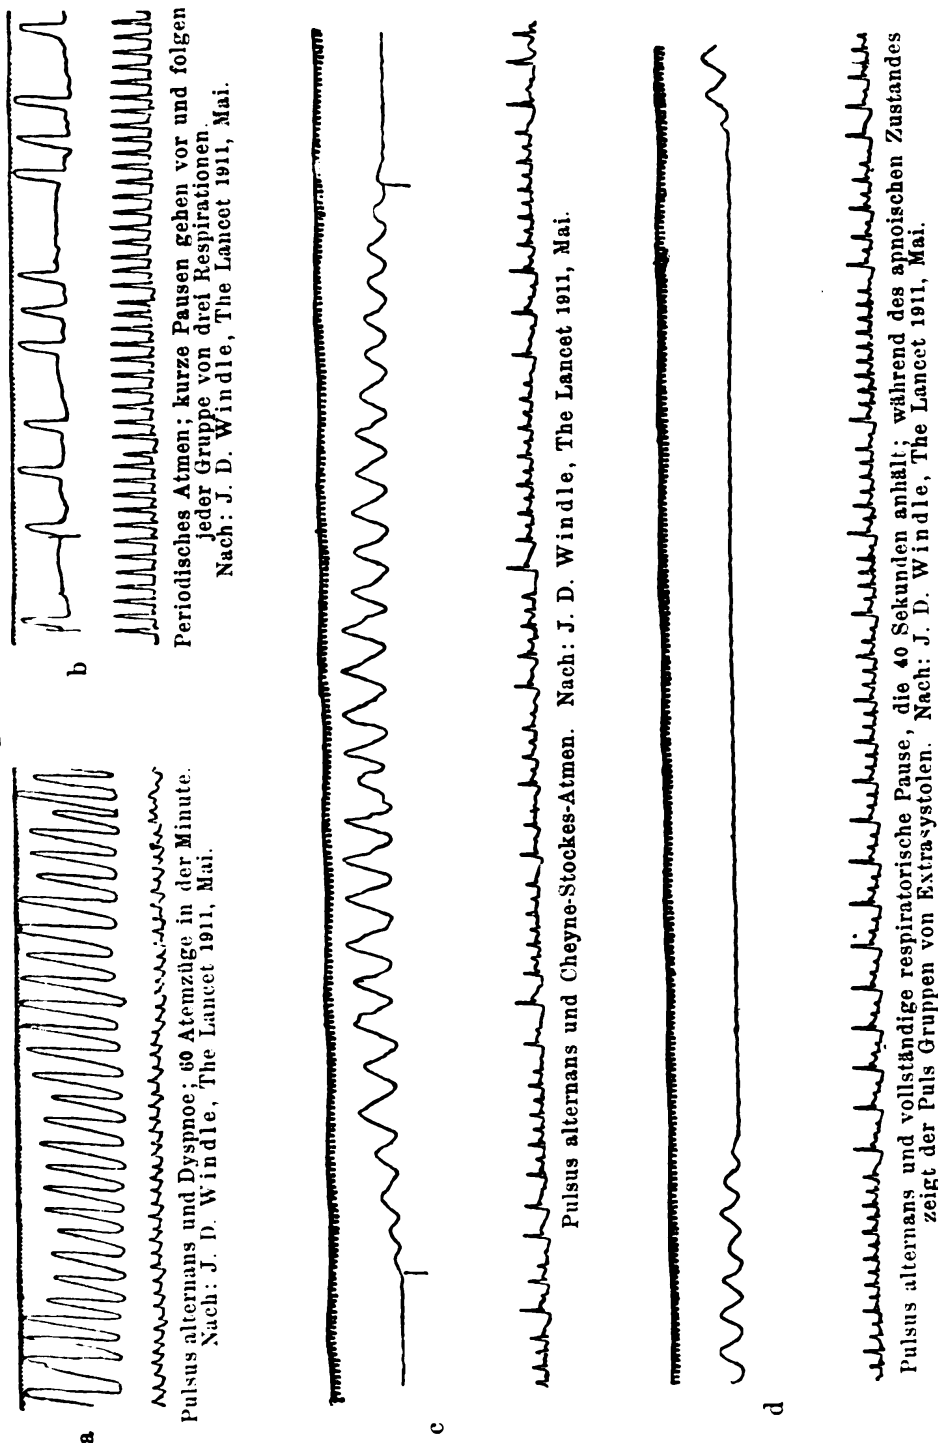 a
Pulsus alternans und Dyspnoe; 60 Atemzüge in der Minute.
Nach: J. D. Windle, The Lancet 1911, Mai.
b
Periodisches Atmen; kurze Pausen gehen vor und folgen
jeder Gruppe von drei Respirationen.
Nach: J. D. Windle, The Lancet 1911, Mai.
c
Pulsus alternans und Cheyne-Stockes-Atmen. Nach: J. D. Windle, The Lancet 1911, Mai.
d
Pulsus alternans und vollständige respiratorische Pause, die 40 Sekunden anhält; während des apnoischen Zustandes
zeigt der Puls Gruppen von Extrasystolen. Nach: J. D. Windle, The Lancet 1911, Mai.